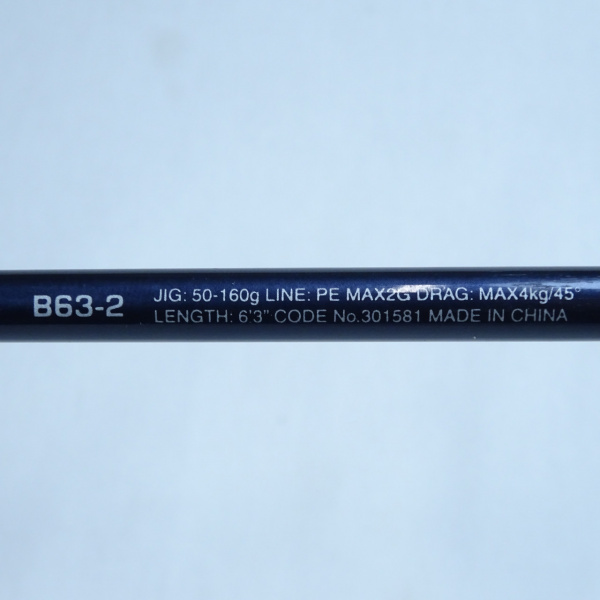 B63-2
JIG: 50-160g LINE: PE MAX2G DRAG: MAX4kg/45°
LENGTH: 6'3" CODE No.301581 MADE IN CHINA